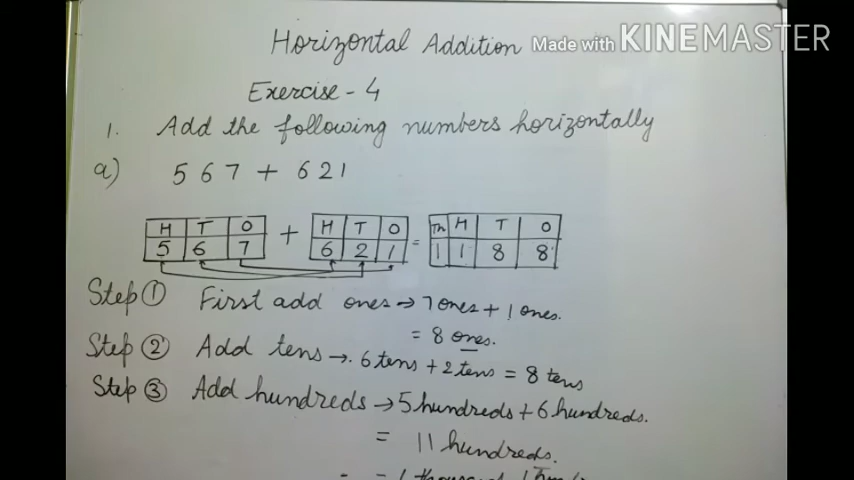 Horizontal Addition
Made with KINEMASTER
Exercise - 4
1. Add the following numbers horizontally
a) 567 + 621
H T O + H T O = Th H T O
5 6 7 6 2 1 1 1 8 8
Step ① First add ones → 7 ones + 1 ones.
= 8 ones.
Step ② Add tens → 6 tens + 2 tens = 8 tens
Step ③ Add hundreds → 5 hundreds + 6 hundreds.
= 11 hundreds.
= 1 thousand 1